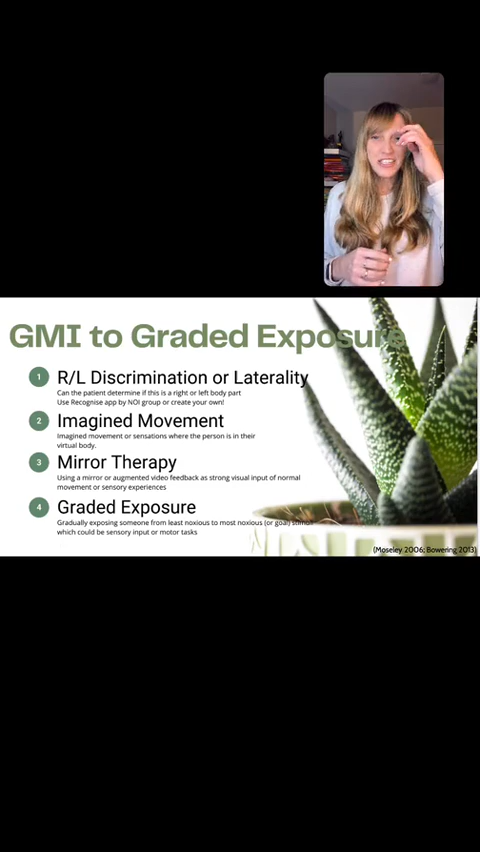 GMI to Graded Exposure
1
R/L Discrimination or Laterality
Can the patient determine if this is a right or left body part
Use Recognise app by NOI group or create your own!
2
Imagined Movement
Imagined movement or sensations where the person is in their
virtual body.
3
Mirror Therapy
Using a mirror or augmented video feedback as strong visual input of normal
movement or sensory experiences
4
Graded Exposure
Gradually exposing someone from least noxious to most noxious (or goal) stimuli
which could be sensory input or motor tasks
(Moseley 2006; Bowering 2013)